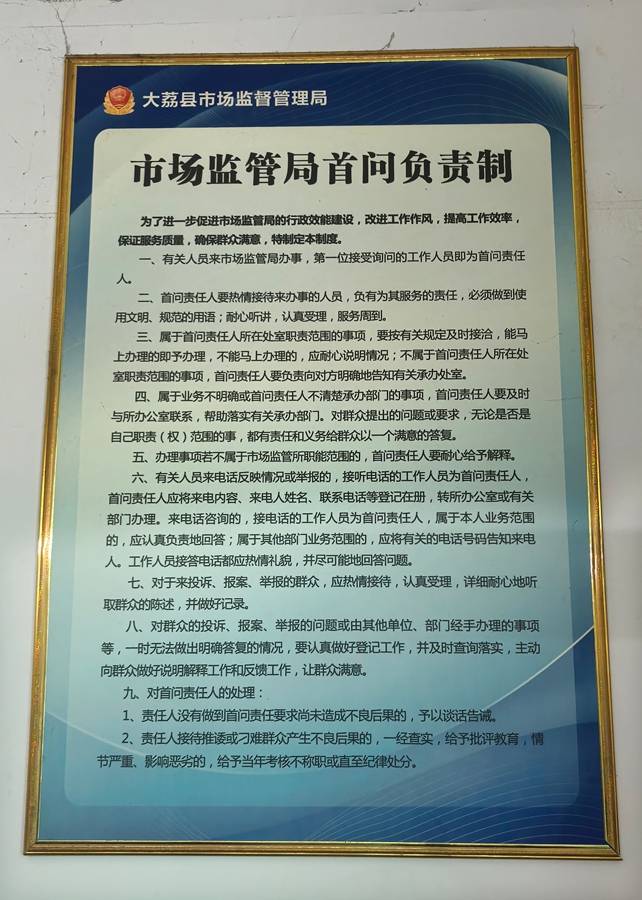 大荔县市场监督管理局
市场监管局首问负责制
为了进一步促进市场监管局的行政效能建设，改进工作作风，提高工作效率，
保证服务质量，确保群众满意，特制定本制度。
一、有关人员来市场监管局办事，第一位接受询问的工作人员即为首问责任
人。
二、首问责任人要热情接待来办事的人员，负有为其服务的责任，必须做到使
用文明、规范的用语；耐心听讲，认真受理，服务周到。
三、属于首问责任人所在处室职责范围的事项，要按有关规定及时接洽，能马
上办理的即予办理，不能马上办理的，应耐心说明情况；不属于首问责任人所在处
室职责范围的事项，首问责任人要负责向对方明确地告知有关承办处室。
四、属于业务不明确或首问责任人不清楚承办部门的事项，首问责任人要及时
与所办公室联系，帮助落实有关承办部门。对群众提出的问题或要求，无论是否是
自己职责（权）范围的事，都有责任和义务给群众以一个满意的答复。
五、办理事项若不属于市场监管所职能范围的，首问责任人要耐心给予解释。
六、有关人员来电话反映情况或举报的，接听电话的工作人员为首问责任人，
首问责任人应将来电内容、来电人姓名、联系电话等登记在册，转所办公室或有关
部门办理。来电话咨询的，接电话的工作人员为首问责任人，属于本人业务范围
的，应认真负责地回答；属于其他部门业务范围的，应将有关的电话号码告知来电
人。工作人员接答电话都应热情礼貌，并尽可能地回答问题。
七、对于来投诉、报案、举报的群众，应热情接待，认真受理，详细耐心地听
取群众的陈述，并做好记录。
八、对群众的投诉、报案、举报的问题或由其他单位、部门经手办理的事项
等，一时无法做出明确答复的情况，要认真做好登记工作，并及时查询落实，主动
向群众做好说明解释工作和反馈工作，让群众满意。
九、对首问责任人的处理：
1、责任人没有做到首问责任要求尚未造成不良后果的，予以谈话告诫。
2、责任人接待推诿或刁难群众产生不良后果的，一经查实，给予批评教育，情
节严重、影响恶劣的，给予当年考核不称职或直至纪律处分。